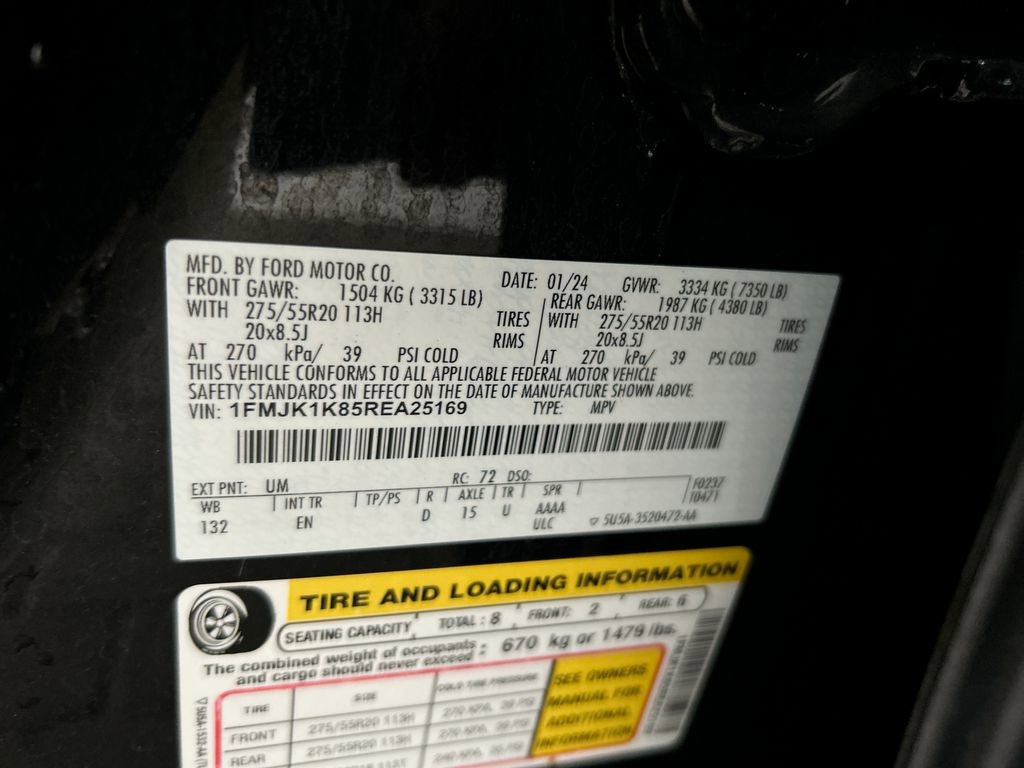 MFD. BY FORD MOTOR CO. DATE: 01/24 GVWR: 3334 KG ( 7350 LB)
FRONT GAWR: 1504 KG ( 3315 LB) REAR GAWR: 1987 KG ( 4380 LB)
WITH 275/55R20 113H TIRES WITH 275/55R20 113H TIRES
20x8.5J RIMS 20x8.5J RIMS
AT 270 kPa/ 39 PSI COLD AT 270 kPa/ 39 PSI COLD
THIS VEHICLE CONFORMS TO ALL APPLICABLE FEDERAL MOTOR VEHICLE
SAFETY STANDARDS IN EFFECT ON THE DATE OF MANUFACTURE SHOWN ABOVE.
VIN: 1FMJK1K85REA25169 TYPE: MPV
EXT PNT: UM RC: 72 DSO:
WB INT TR TP/PS R AXLE TR SPR F0237
132 EN D 15 U AAAA T0471
ULC 5U5A-3520472-AA
TIRE AND LOADING INFORMATION
SEATING CAPACITY TOTAL : 8 FRONT: 2 REAR: 6
The combined weight of occupants
and cargo should never exceed : 670 kg or 1479 lbs.
TIRE SIZE COLD TIRE PRESSURE
FRONT 275/55R20 113H
REAR 275/55R20 113H
SEE OWNERS
MANUAL FOR
ADDITIONAL
INFORMATION